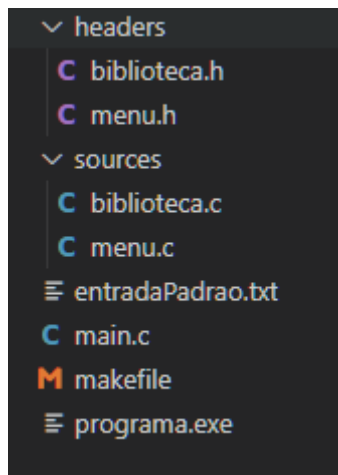 headers
C biblioteca.h
C menu.h
sources
C biblioteca.c
C menu.c
entradaPadrao.txt
C main.c
M makefile
programa.exe